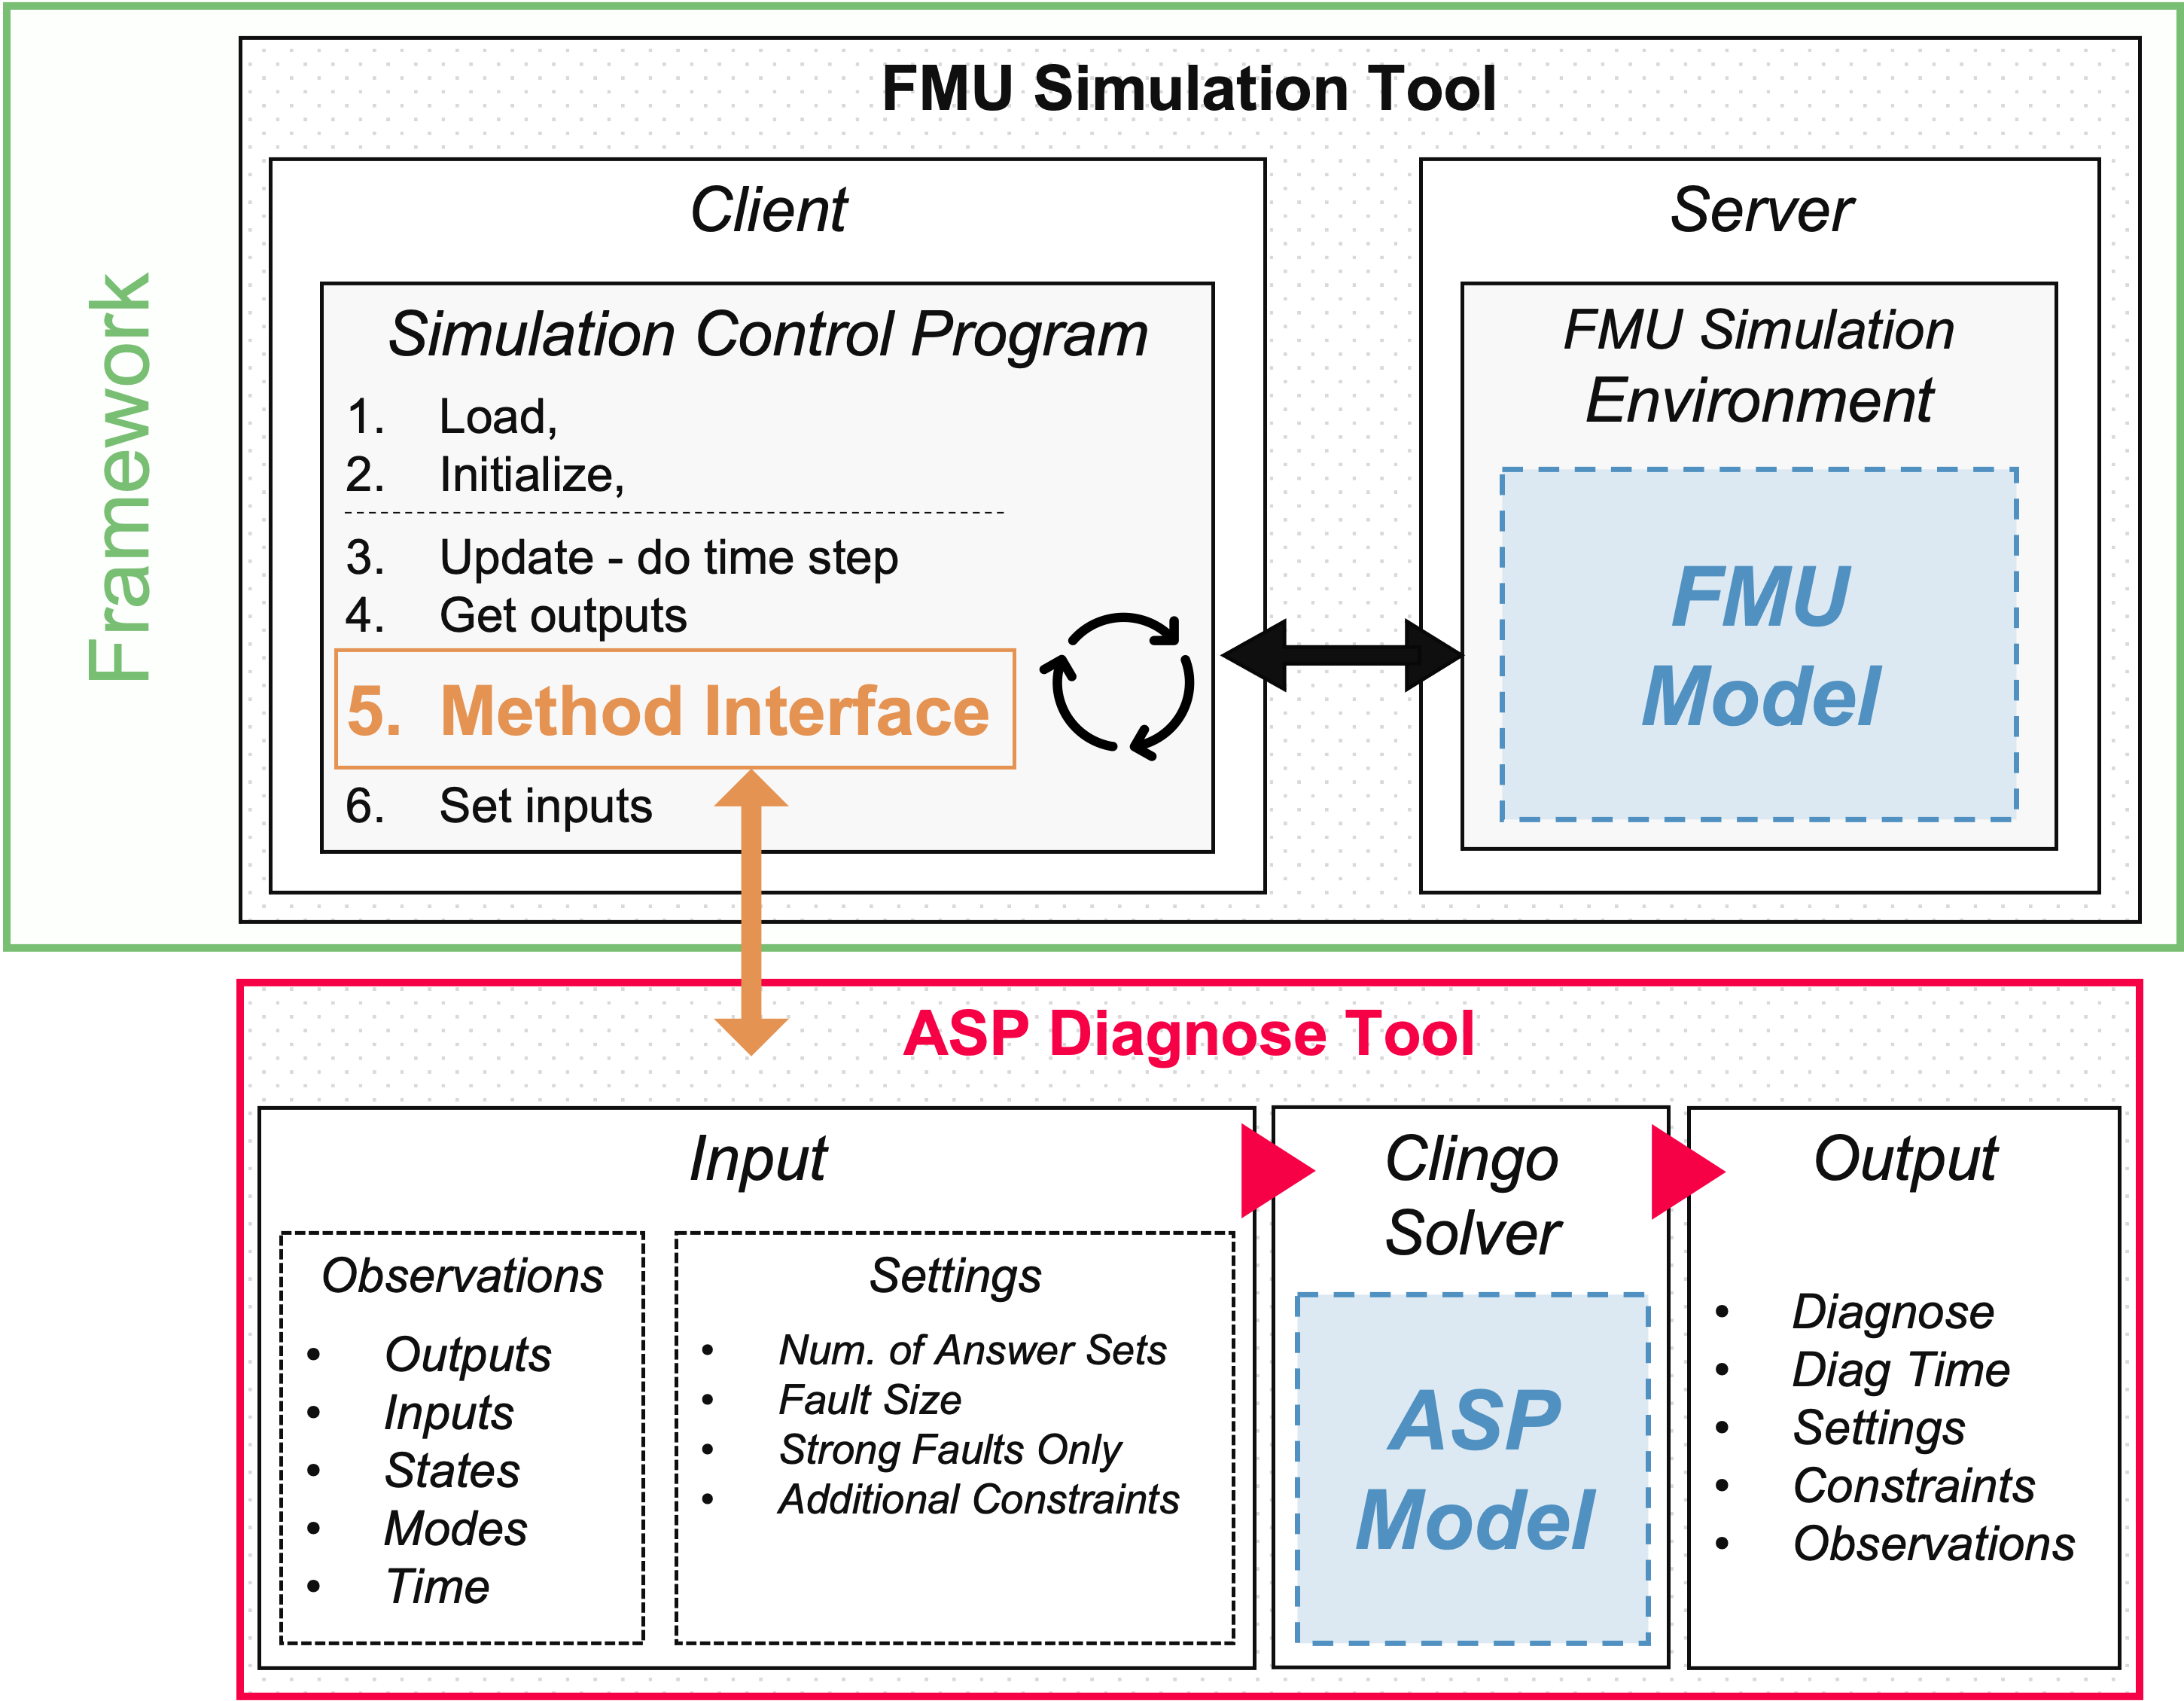 Framework
FMU Simulation Tool
Client
Simulation Control Program
1. Load,
2. Initialize,
3. Update - do time step
4. Get outputs
5. Method Interface
6. Set inputs
Server
FMU Simulation
Environment
FMU
Model
ASP Diagnose Tool
Input
Observations
• Outputs
• Inputs
• States
• Modes
• Time
Settings
• Num. of Answer Sets
• Fault Size
• Strong Faults Only
• Additional Constraints
Clingo
Solver
ASP
Model
Output
• Diagnose
• Diag Time
• Settings
• Constraints
• Observations